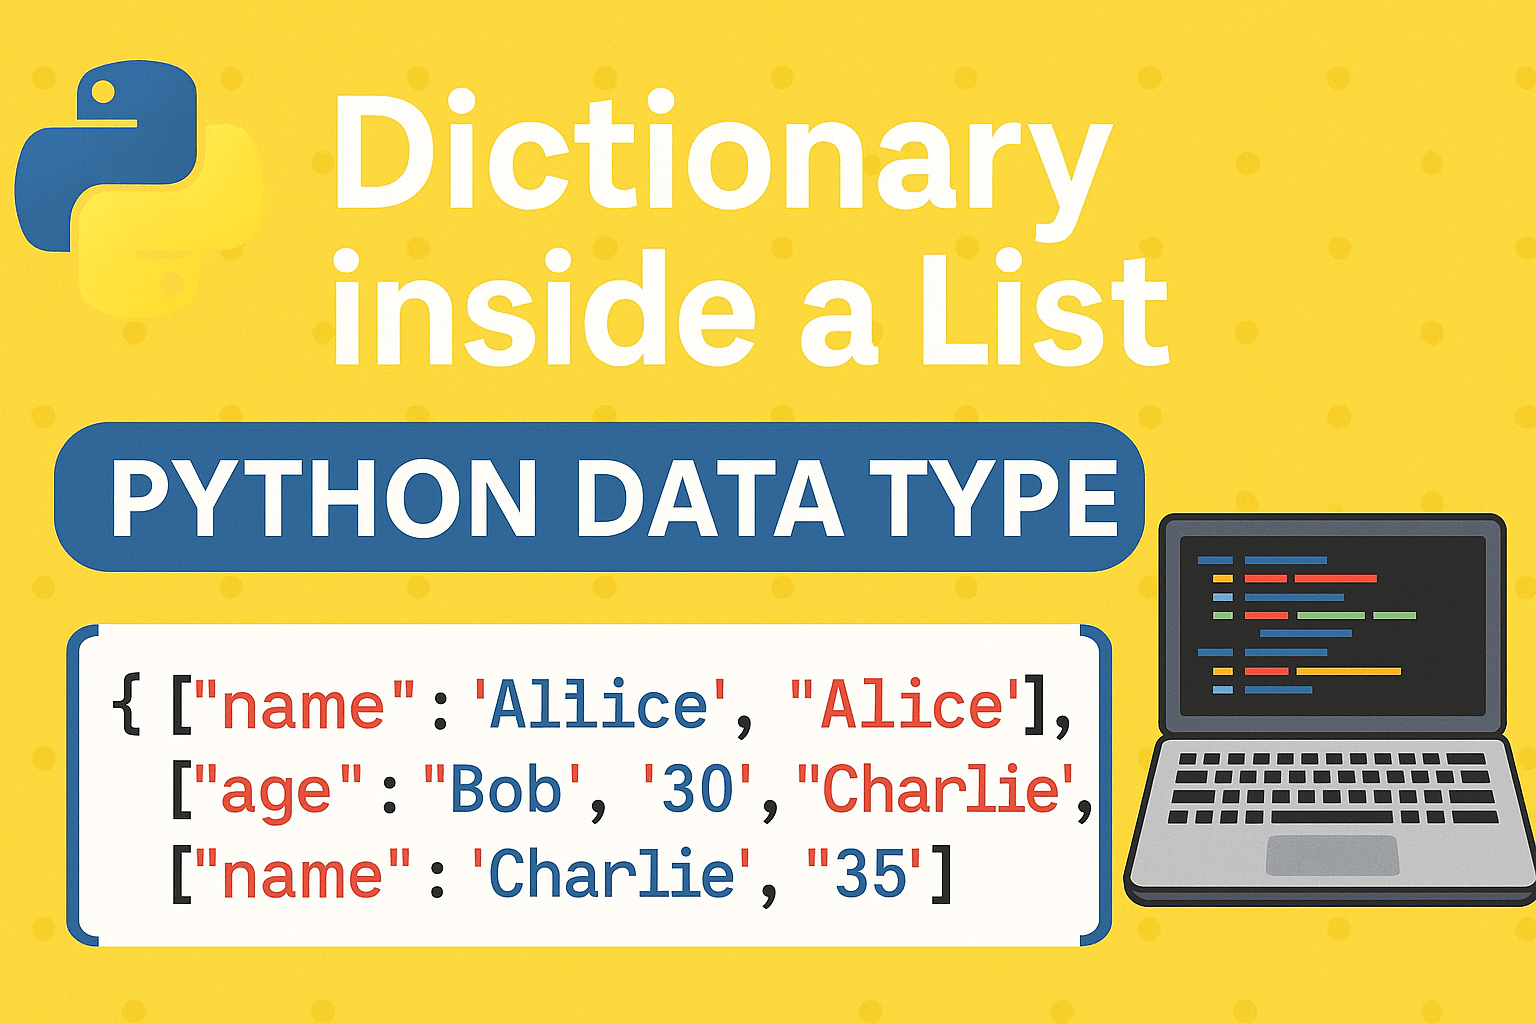 Dictionary
inside a List
PYTHON DATA TYPE
{ ["name":'Allice', "Alice'],
["age":"Bob', '30',"Charlie',
["name":'Charlie', "35']